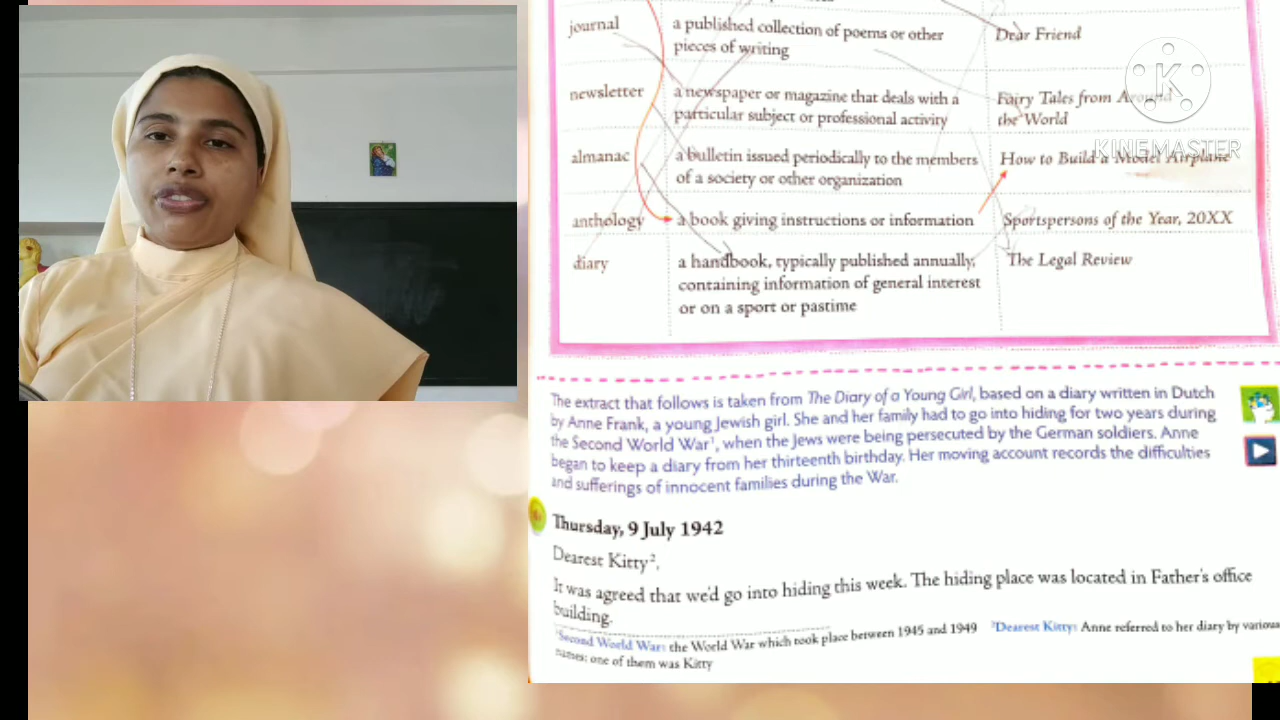 journal a published collection of poems or other Dear Friend
pieces of writing
newsletter a newspaper or magazine that deals with a Fairy Tales from Around
particular subject or professional activity the World
almanac a bulletin issued periodically to the members How to Build a Model Airplane
of a society or other organization
anthology a book giving instructions or information Sportspersons of the Year, 20XX
diary a handbook, typically published annually, The Legal Review
containing information of general interest
or on a sport or pastime
K
KINEMASTER
The extract that follows is taken from The Diary of a Young Girl, based on a diary written in Dutch
by Anne Frank, a young Jewish girl. She and her family had to go into hiding for two years during
the Second World War¹, when the Jews were being persecuted by the German soldiers. Anne
began to keep a diary from her thirteenth birthday. Her moving account records the difficulties
and sufferings of innocent families during the War.
Thursday, 9 July 1942
Dearest Kitty²,
It was agreed that we'd go into hiding this week. The hiding place was located in Father's office
building.
¹Second World War: the World War which took place between 1945 and 1949 ²Dearest Kitty: Anne referred to her diary by various
names; one of them was Kitty